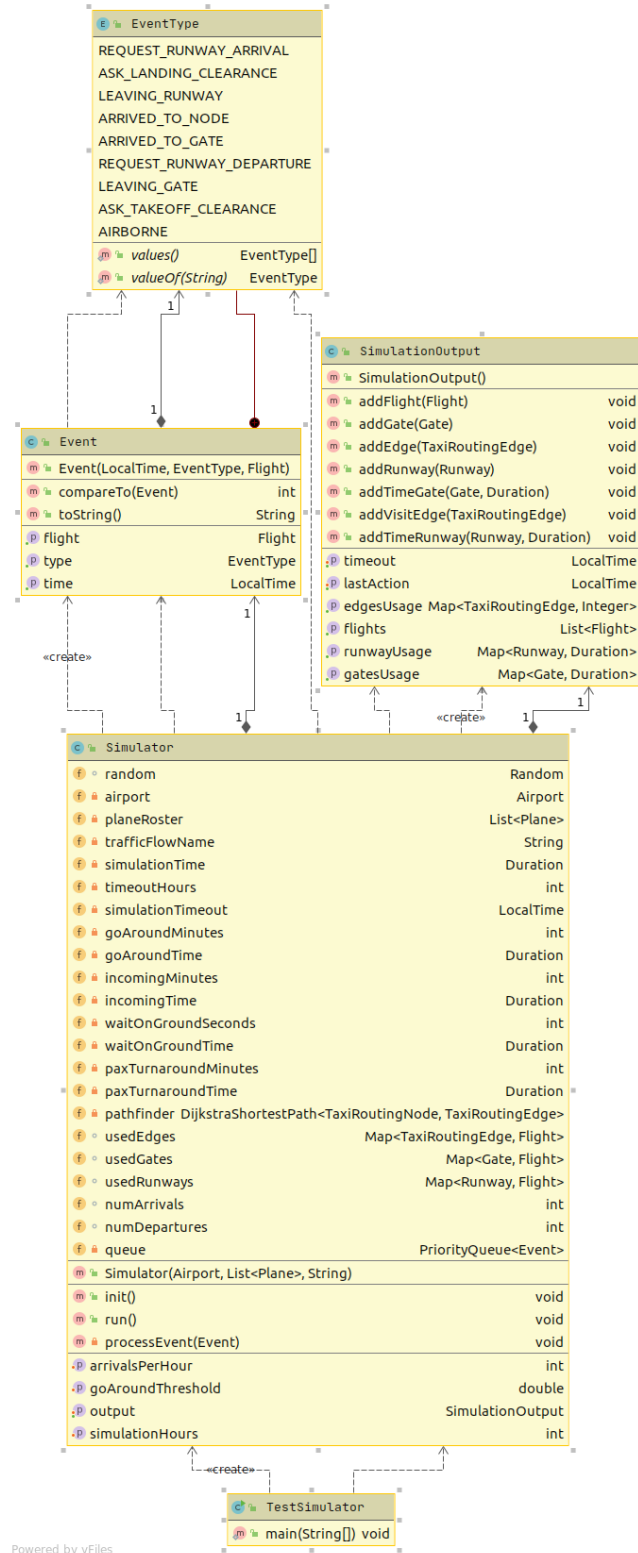 EventType
REQUEST_RUNWAY_ARRIVAL
ASK_LANDING_CLEARANCE
LEAVING_RUNWAY
ARRIVED_TO_NODE
ARRIVED_TO_GATE
REQUEST_RUNWAY_DEPARTURE
LEAVING_GATE
ASK_TAKEOFF_CLEARANCE
AIRBORNE
values() EventType[]
valueOf(String) EventType
1
1
SimulationOutput
SimulationOutput()
addFlight(Flight) void
addGate(Gate) void
addEdge(TaxiRoutingEdge) void
addRunway(Runway) void
addTimeGate(Gate, Duration) void
addVisitEdge(TaxiRoutingEdge) void
addTimeRunway(Runway, Duration) void
timeout LocalTime
lastAction LocalTime
edgesUsage Map<TaxiRoutingEdge, Integer>
flights List<Flight>
runwayUsage Map<Runway, Duration>
gatesUsage Map<Gate, Duration>
Event
Event(LocalTime, EventType, Flight)
compareTo(Event) int
toString() String
flight Flight
type EventType
time LocalTime
1
«create»
1
1
«create»
1
Simulator
random Random
airport Airport
planeRoster List<Plane>
trafficFlowName String
simulationTime Duration
timeoutHours int
simulationTimeout LocalTime
goAroundMinutes int
goAroundTime Duration
incomingMinutes int
incomingTime Duration
waitOnGroundSeconds int
waitOnGroundTime Duration
paxTurnaroundMinutes int
paxTurnaroundTime Duration
pathfinder DijkstraShortestPath<TaxiRoutingNode, TaxiRoutingEdge>
usedEdges Map<TaxiRoutingEdge, Flight>
usedGates Map<Gate, Flight>
usedRunways Map<Runway, Flight>
numArrivals int
numDepartures int
queue PriorityQueue<Event>
Simulator(Airport, List<Plane>, String)
init() void
run() void
processEvent(Event) void
arrivalsPerHour int
goAroundThreshold double
output SimulationOutput
simulationHours int
«create»
TestSimulator
main(String[]) void
Powered by yFiles